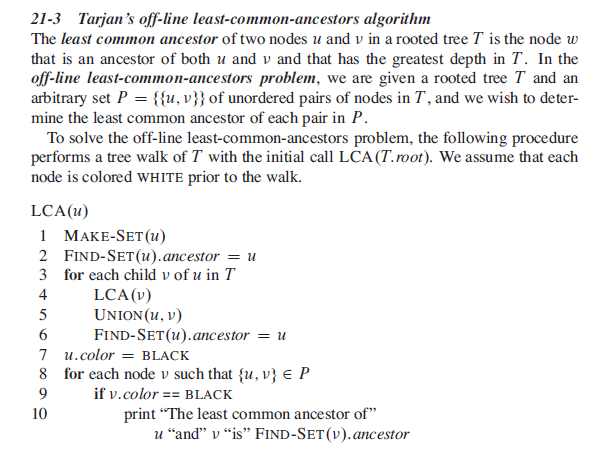 21-3 Tarjan's off-line least-common-ancestors algorithm
The least common ancestor of two nodes u and v in a rooted tree T is the node w
that is an ancestor of both u and v and that has the greatest depth in T. In the
off-line least-common-ancestors problem, we are given a rooted tree T and an
arbitrary set P = {{u, v}} of unordered pairs of nodes in T, and we wish to deter-
mine the least common ancestor of each pair in P.
To solve the off-line least-common-ancestors problem, the following procedure
performs a tree walk of T with the initial call LCA(T.root). We assume that each
node is colored WHITE prior to the walk.
LCA(u)
1 MAKE-SET(u)
2 FIND-SET(u).ancestor = u
3 for each child v of u in T
4 LCA(v)
5 UNION(u, v)
6 FIND-SET(u).ancestor = u
7 u.color = BLACK
8 for each node v such that {u, v} ∈ P
9 if v.color == BLACK
10 print "The least common ancestor of"
u "and" v "is" FIND-SET(v).ancestor